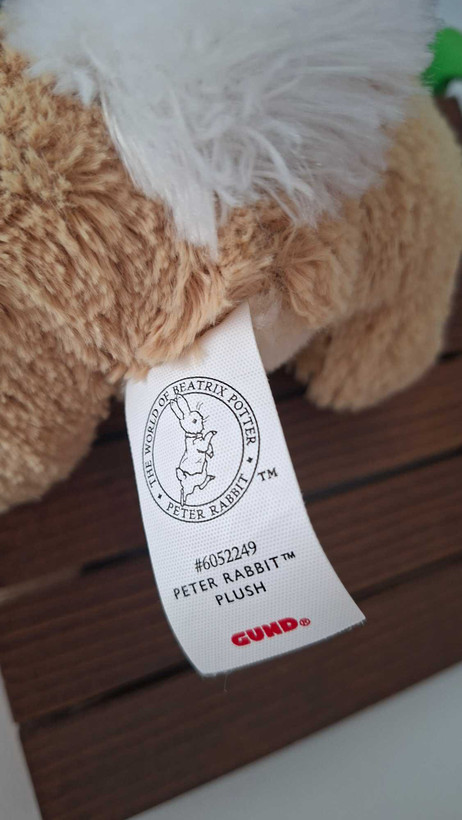 THE WORLD OF BEATRIX POTTER
• PETER RABBIT •
TM
#6052249
PETER RABBIT™
PLUSH
GUND®